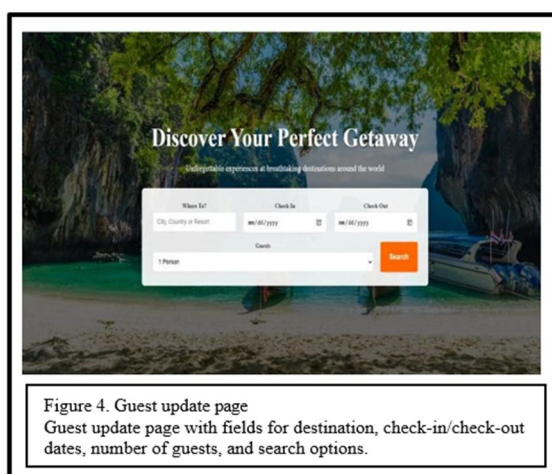 Discover Your Perfect Getaway
Unforgettable experiences at breathtaking destinations around the world
Where To?
Check In
Check Out
City, Country or Resort
mm/dd/yyyy
mm/dd/yyyy
Guests
1 Person
Search
Figure 4. Guest update page
Guest update page with fields for destination, check-in/check-out
dates, number of guests, and search options.